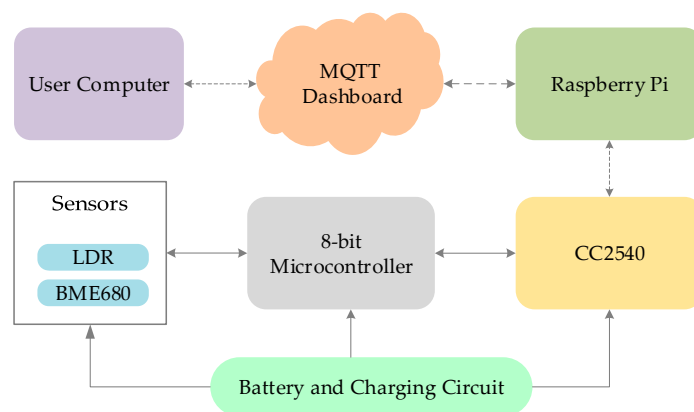 User Computer
MQTT
Dashboard
Raspberry Pi
Sensors
LDR
BME680
8-bit
Microcontroller
CC2540
Battery and Charging Circuit